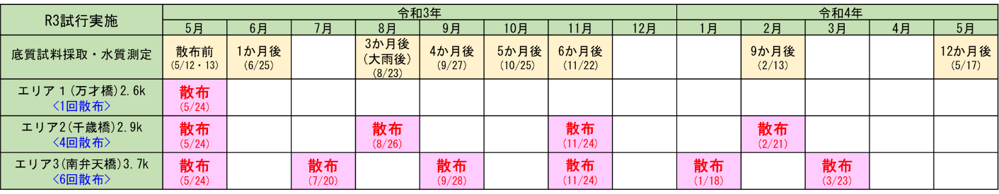 R3試行実施
令和3年
令和4年
5月
6月
7月
8月
9月
10月
11月
12月
1月
2月
3月
4月
5月
底質試料採取・水質測定
散布前
(5/12・13)
1か月後
(6/25)
3か月後
(大雨後)
(8/23)
4か月後
(9/27)
5か月後
(10/25)
6か月後
(11/22)
9か月後
(2/13)
12か月後
(5/17)
エリア1(万才橋)2.6k
<1回散布>
散布
(5/24)
エリア2(千歳橋)2.9k
<4回散布>
散布
(5/24)
散布
(8/26)
散布
(11/24)
散布
(2/21)
エリア3(南弁天橋)3.7k
<6回散布>
散布
(5/24)
散布
(7/20)
散布
(9/28)
散布
(11/24)
散布
(1/18)
散布
(3/23)